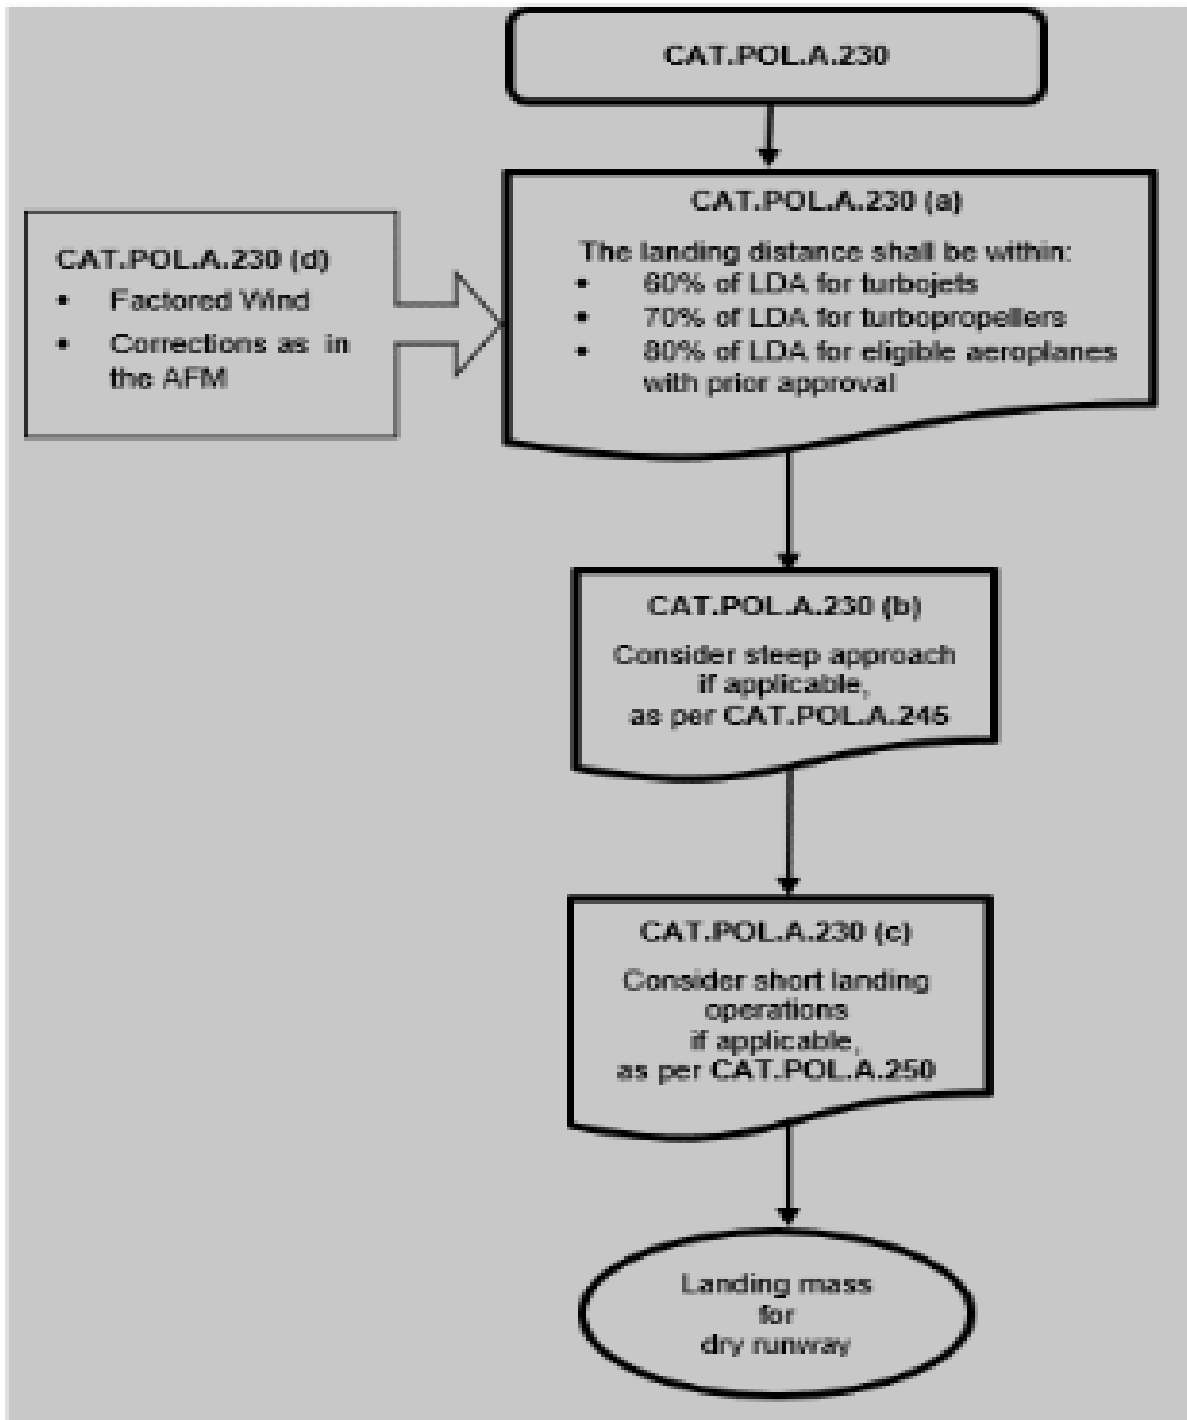 CAT.POL.A.230
CAT.POL.A.230 (a)
The landing distance shall be within:
• 60% of LDA for turbojets
• 70% of LDA for turbopropellers
• 80% of LDA for eligible aeroplanes
with prior approval
CAT.POL.A.230 (d)
• Factored Wind
• Corrections as in
the AFM
CAT.POL.A.230 (b)
Consider steep approach
if applicable,
as per CAT.POL.A.245
CAT.POL.A.230 (c)
Consider short landing
operations
if applicable,
as per CAT.POL.A.250
Landing mass
for
dry runway